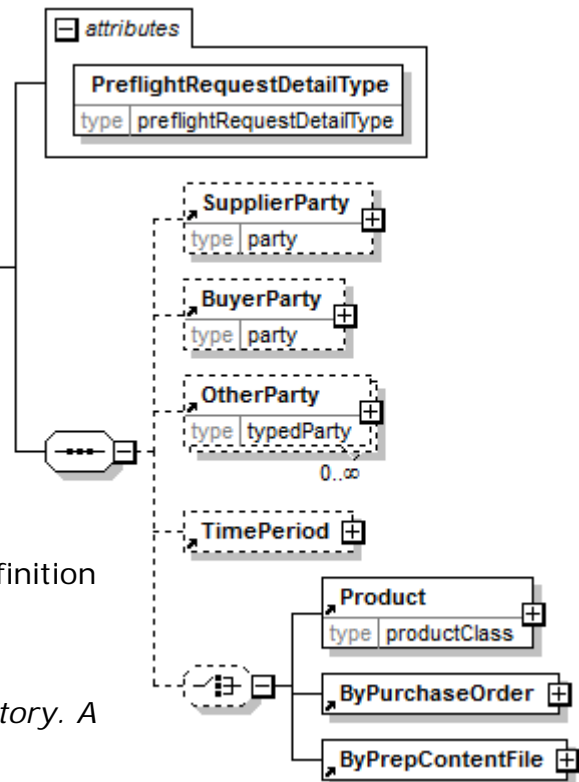 attributes
PreflightRequestDetailType
type preflightRequestDetailType
SupplierParty
type party
BuyerParty
type party
OtherParty
type typedParty
0..∞
TimePeriod
finition
Product
type productClass
ByPurchaseOrder
tory. A
ByPrepContentFile